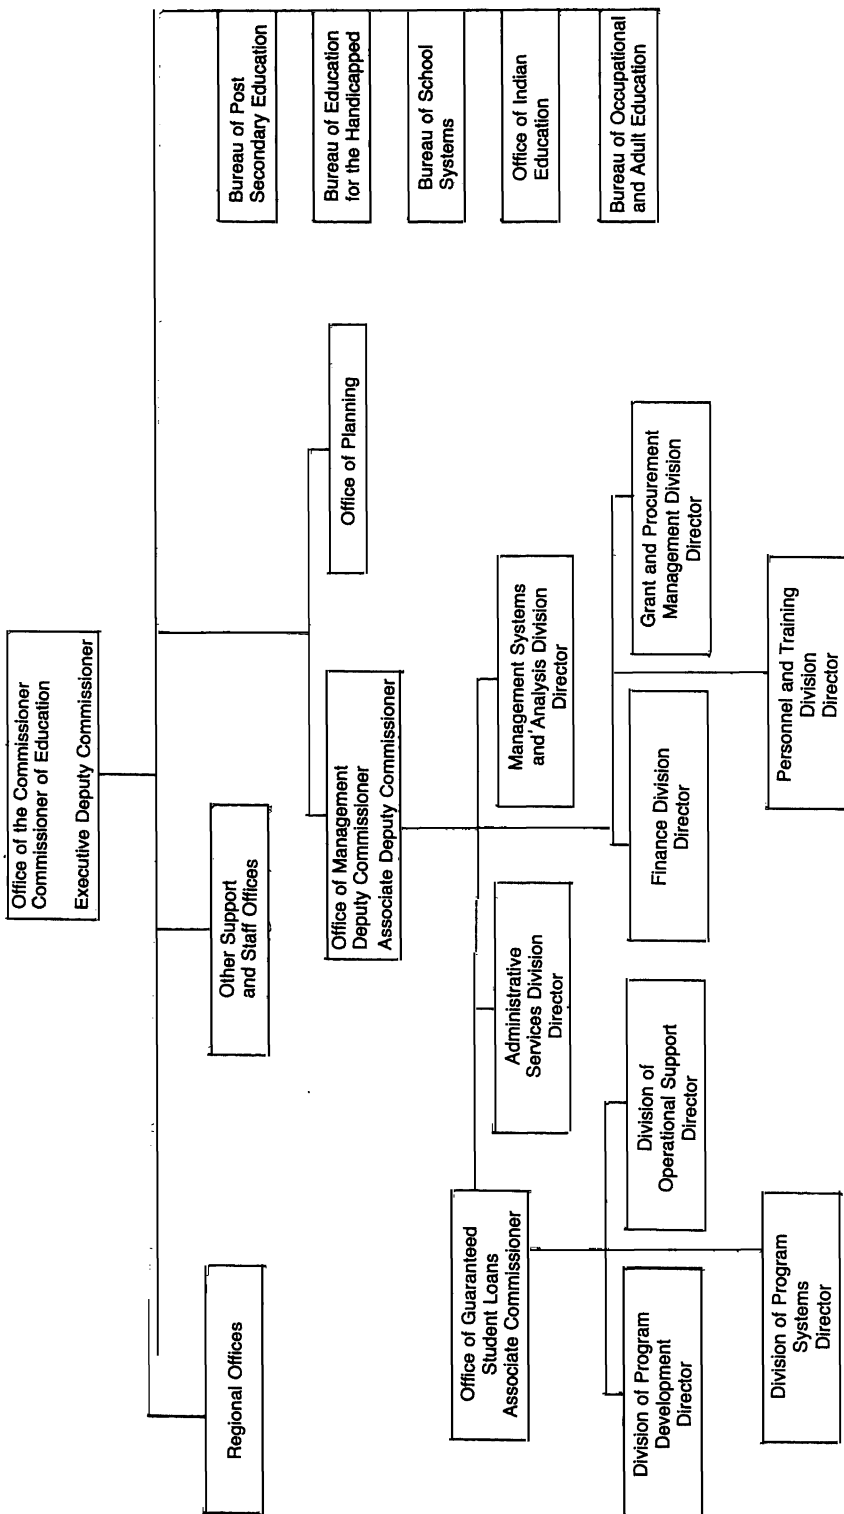 Office of the Commissioner
Commissioner of Education
Executive Deputy Commissioner
Regional Offices
Other Support
and Staff Offices
Bureau of Post
Secondary Education
Bureau of Education
for the Handicapped
Bureau of School
Systems
Office of Indian
Education
Bureau of Occupational
and Adult Education
Office of Management
Deputy Commissioner
Associate Deputy Commissioner
Office of Planning
Office of Guaranteed
Student Loans
Associate Commissioner
Administrative
Services Division
Director
Management Systems
and Analysis Division
Director
Division of Program
Development
Director
Division of
Operational Support
Director
Finance Division
Director
Grant and Procurement
Management Division
Director
Division of Program
Systems
Director
Personnel and Training
Division
Director